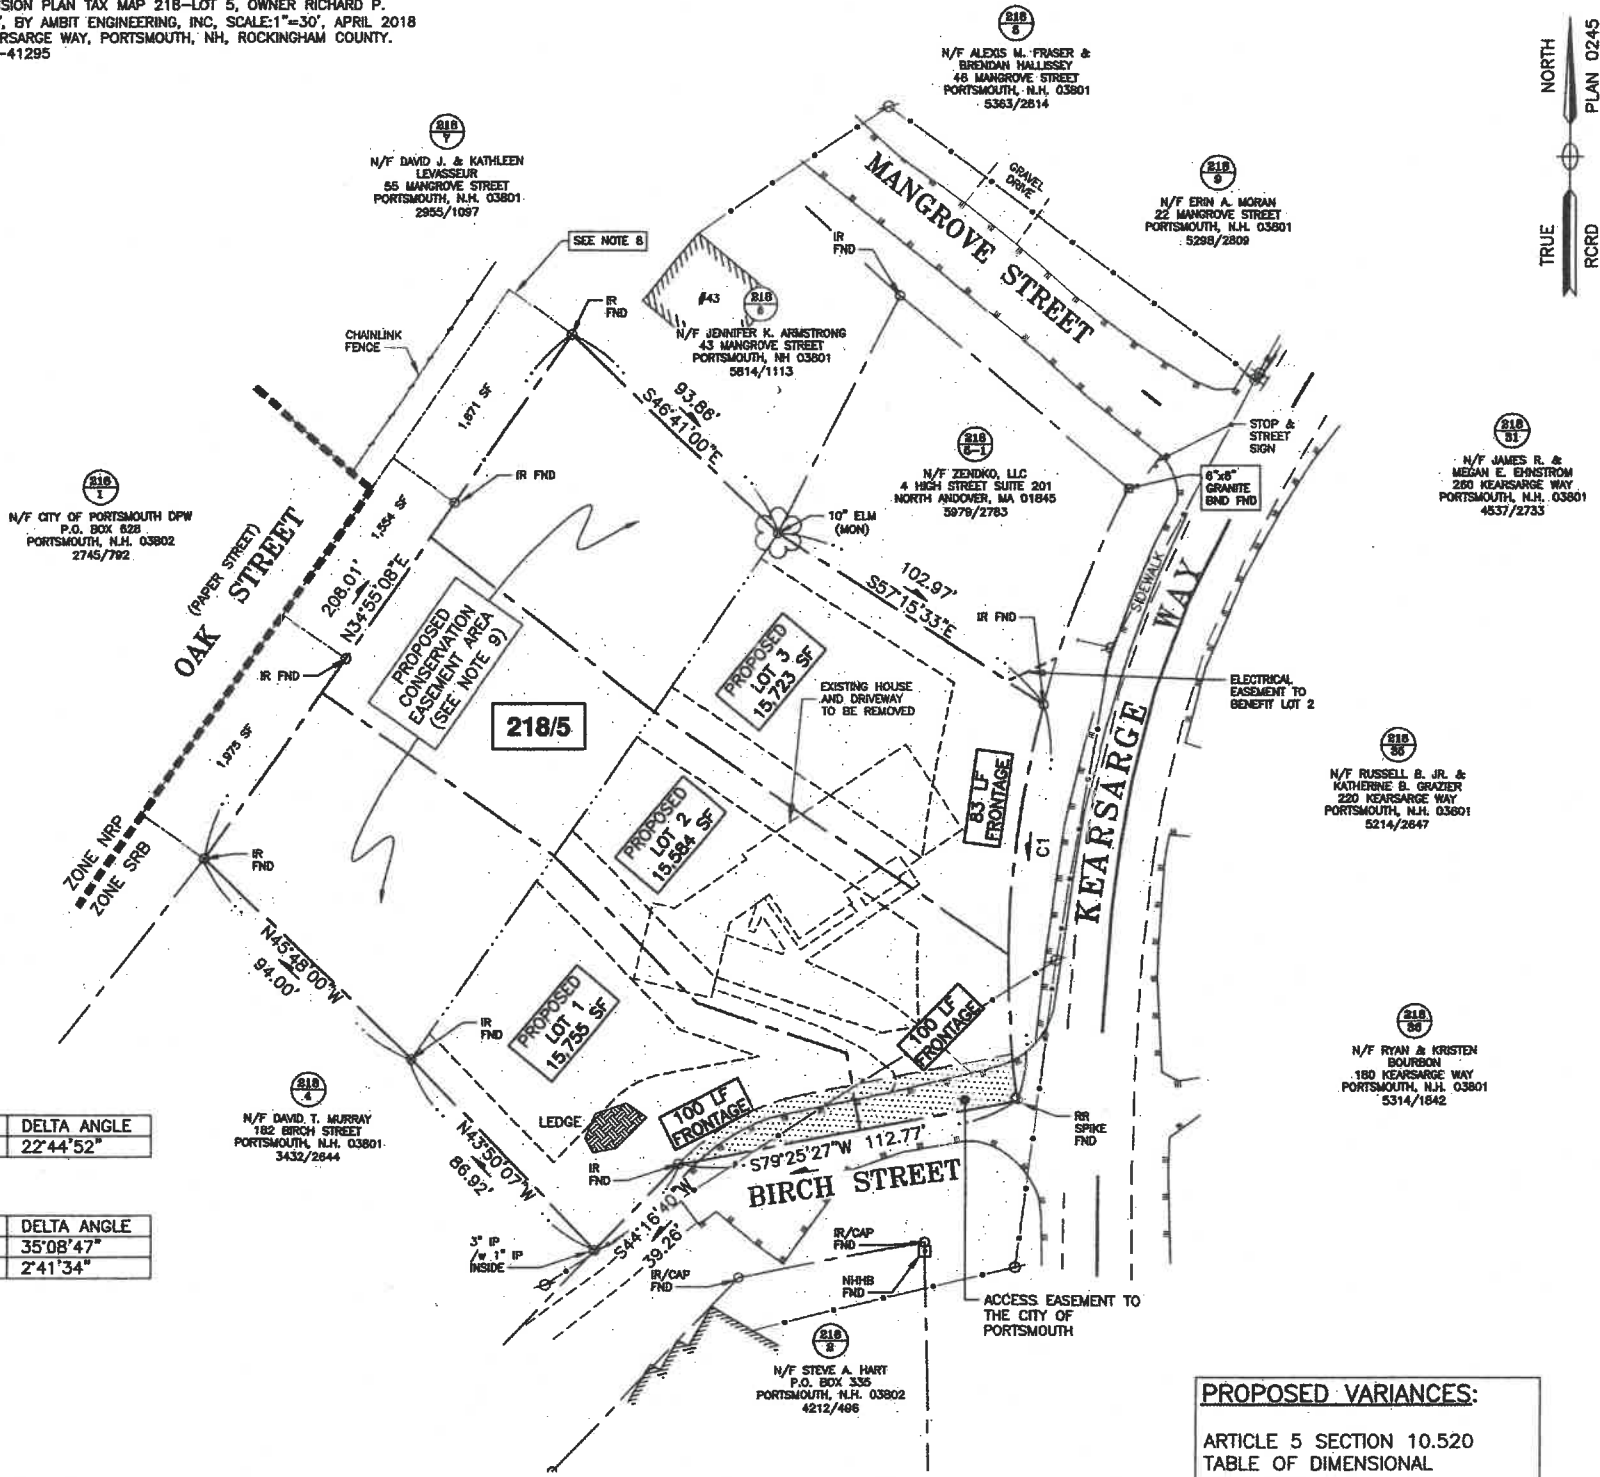 SION PLAN TAX MAP 218-LOT 5, OWNER RICHARD P.
, BY AMBIT ENGINEERING, INC, SCALE:1"=30', APRIL 2018
RSARGE WAY, PORTSMOUTH, NH, ROCKINGHAM COUNTY.
-41295
N/F ALEXIS M. FRASER &
BRENDAN HALLISSEY
46 MANGROVE STREET
PORTSMOUTH, N.H. 03801
5363/2614
TRUE NORTH
RCRD PLAN 0245
218
7
N/F DAVID J. & KATHLEEN
LEVASSEUR
55 MANGROVE STREET
PORTSMOUTH, N.H. 03801
2955/1097
218
9
N/F ERIN A. MORAN
22 MANGROVE STREET
PORTSMOUTH, N.H. 03801
5298/2809
GRAVEL
DRIVE
MANGROVE STREET
SEE NOTE 8
IR
FND
IR
FND
#43
218
6
N/F JENNIFER K. ARMSTRONG
43 MANGROVE STREET
PORTSMOUTH, NH 03801
5814/1113
CHAINLINK
FENCE
1,671 SF
93.86'
S46°41'00"E
STOP &
STREET
SIGN
218
6-1
N/F ZENDKO, LLC
4 HIGH STREET SUITE 201
NORTH ANDOVER, MA 01845
5979/2783
6"x6"
GRANITE
BND FND
218
31
N/F JAMES R. &
MEGAN E. EHNSTROM
260 KEARSARGE WAY
PORTSMOUTH, N.H. 03801
4537/2733
N/F CITY OF PORTSMOUTH DPW
P.O. BOX 628
PORTSMOUTH, N.H. 03802
2745/792
IR FND
1,554 SF
10" ELM
(MON)
(PAPER STREET)
OAK STREET
208.01'
N34°55'08"E
102.97'
S57°15'33"E
SIDEWALK
IR FND
IR FND
PROPOSED
CONSERVATION
EASEMENT AREA
(SEE NOTE 9)
PROPOSED
LOT 3
15,723 SF
218/5
EXISTING HOUSE
AND DRIVEWAY
TO BE REMOVED
ELECTRICAL
EASEMENT TO
BENEFIT LOT 2
1,975 SF
83 LF
FRONTAGE
C1
KEARSARGE WAY
N/F RUSSELL B. JR. &
KATHERINE B. GRAZIER
220 KEARSARGE WAY
PORTSMOUTH, N.H. 03801
5214/2647
PROPOSED
LOT 2
15,584 SF
ZONE NRP
ZONE SRB
IR
FND
N45°48'00"W
94.00'
PROPOSED
LOT 1
15,755 SF
IR
FND
100 LF
FRONTAGE
N/F RYAN & KRISTEN
BOURBON
180 KEARSARGE WAY
PORTSMOUTH, N.H. 03801
5314/1842
218
4
N/F DAVID T. MURRAY
182 BIRCH STREET
PORTSMOUTH, N.H. 03801
3432/2644
DELTA ANGLE
22°44'52"
LEDGE
100 LF
FRONTAGE
RR
SPIKE
FND
N43°50'07"W
86.92'
IR
FND
S79°25'27"W 112.77'
BIRCH STREET
DELTA ANGLE
35°08'47"
2°41'34"
3" IP
/w 1" IP
INSIDE
S44°16'40"W
39.26'
IR/CAP
FND
IR/CAP
FND
NHHB
FND
ACCESS EASEMENT TO
THE CITY OF
PORTSMOUTH
218
2
N/F STEVE A. HART
P.O. BOX 335
PORTSMOUTH, N.H. 03802
4212/496
PROPOSED VARIANCES:
ARTICLE 5 SECTION 10.520
TABLE OF DIMENSIONAL